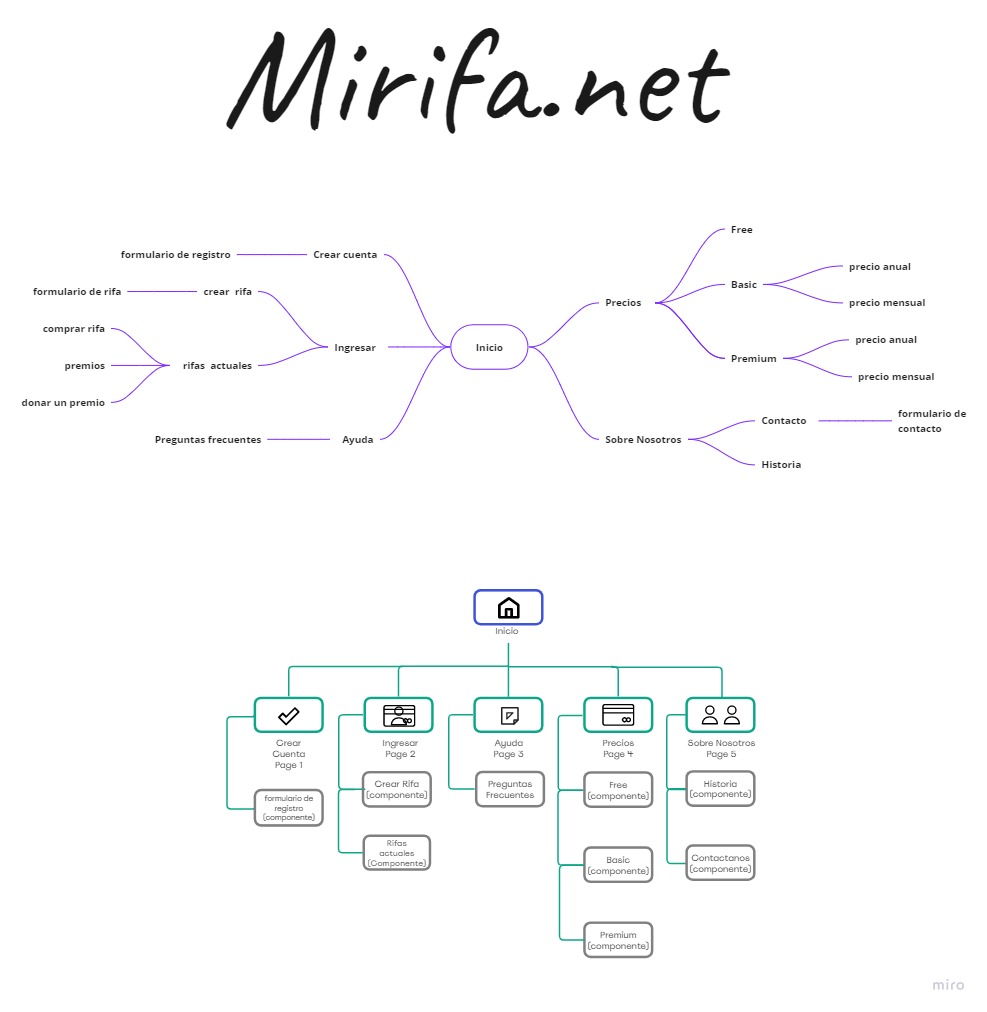 Mirifa.net
Free
formulario de registro
Crear cuenta
precio anual
Basic
formulario de rifa
crear rifa
Precios
precio mensual
comprar rifa
precio anual
Ingresar
Inicio
premios
rifas actuales
Premium
precio mensual
donar un premio
Contacto
formulario de
contacto
Preguntas frecuentes
Ayuda
Sobre Nosotros
Historia
Inicio
Crear
Cuenta
Page 1
Ingresar
Page 2
Ayuda
Page 3
Precios
Page 4
Sobre Nosotros
Page 5
formulario de
registro
(componente)
Crear Rifa
(componente)
Rifas
actuales
(Componente)
Preguntas
Frecuentes
Free
(componente)
Basic
(componente)
Premium
(componente)
Historia
(componente)
Contactanos
(componente)
miro